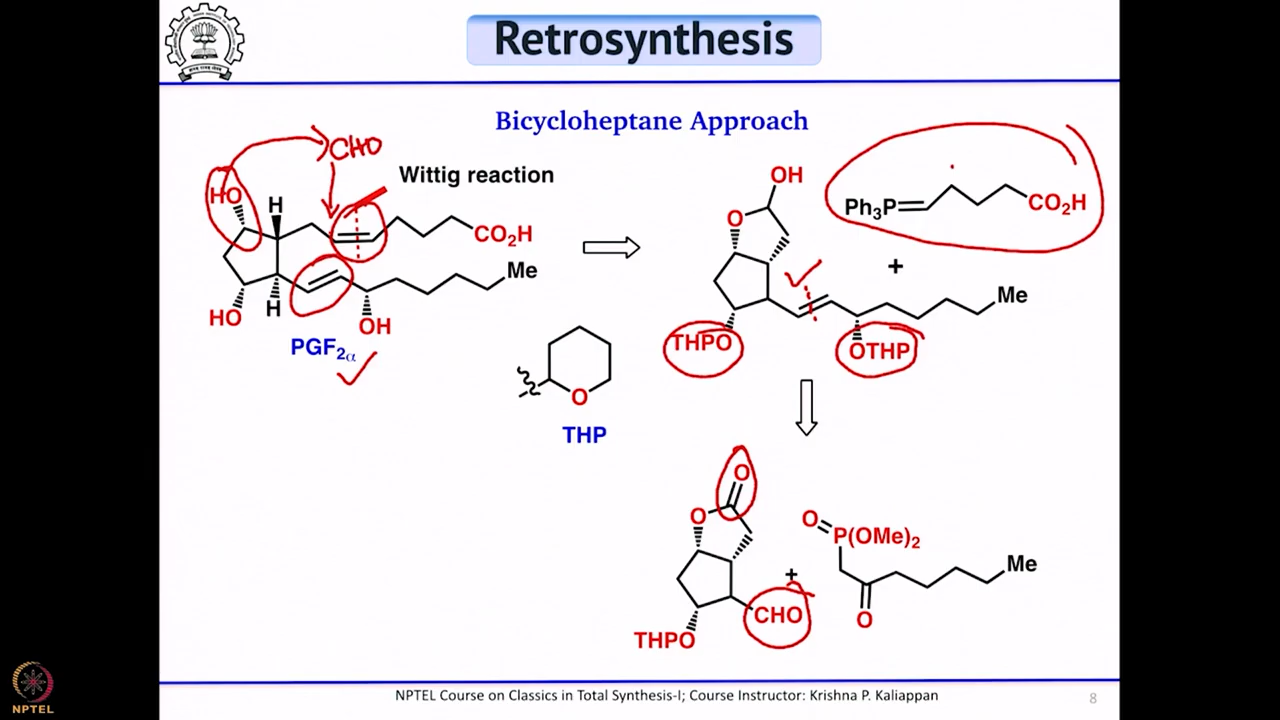 Retrosynthesis
Bicycloheptane Approach
CHO
Wittig reaction
HO
H
CO₂H
Me
HO
H
OH
PGF₂α
O
THP
OH
O
Ph₃P
CO₂H
+
Me
THPO
OTHP
O
O
+
CHO
THPO
O
P(OMe)₂
Me
O
NPTEL Course on Classics in Total Synthesis-I; Course Instructor: Krishna P. Kaliappan
8
NPTEL